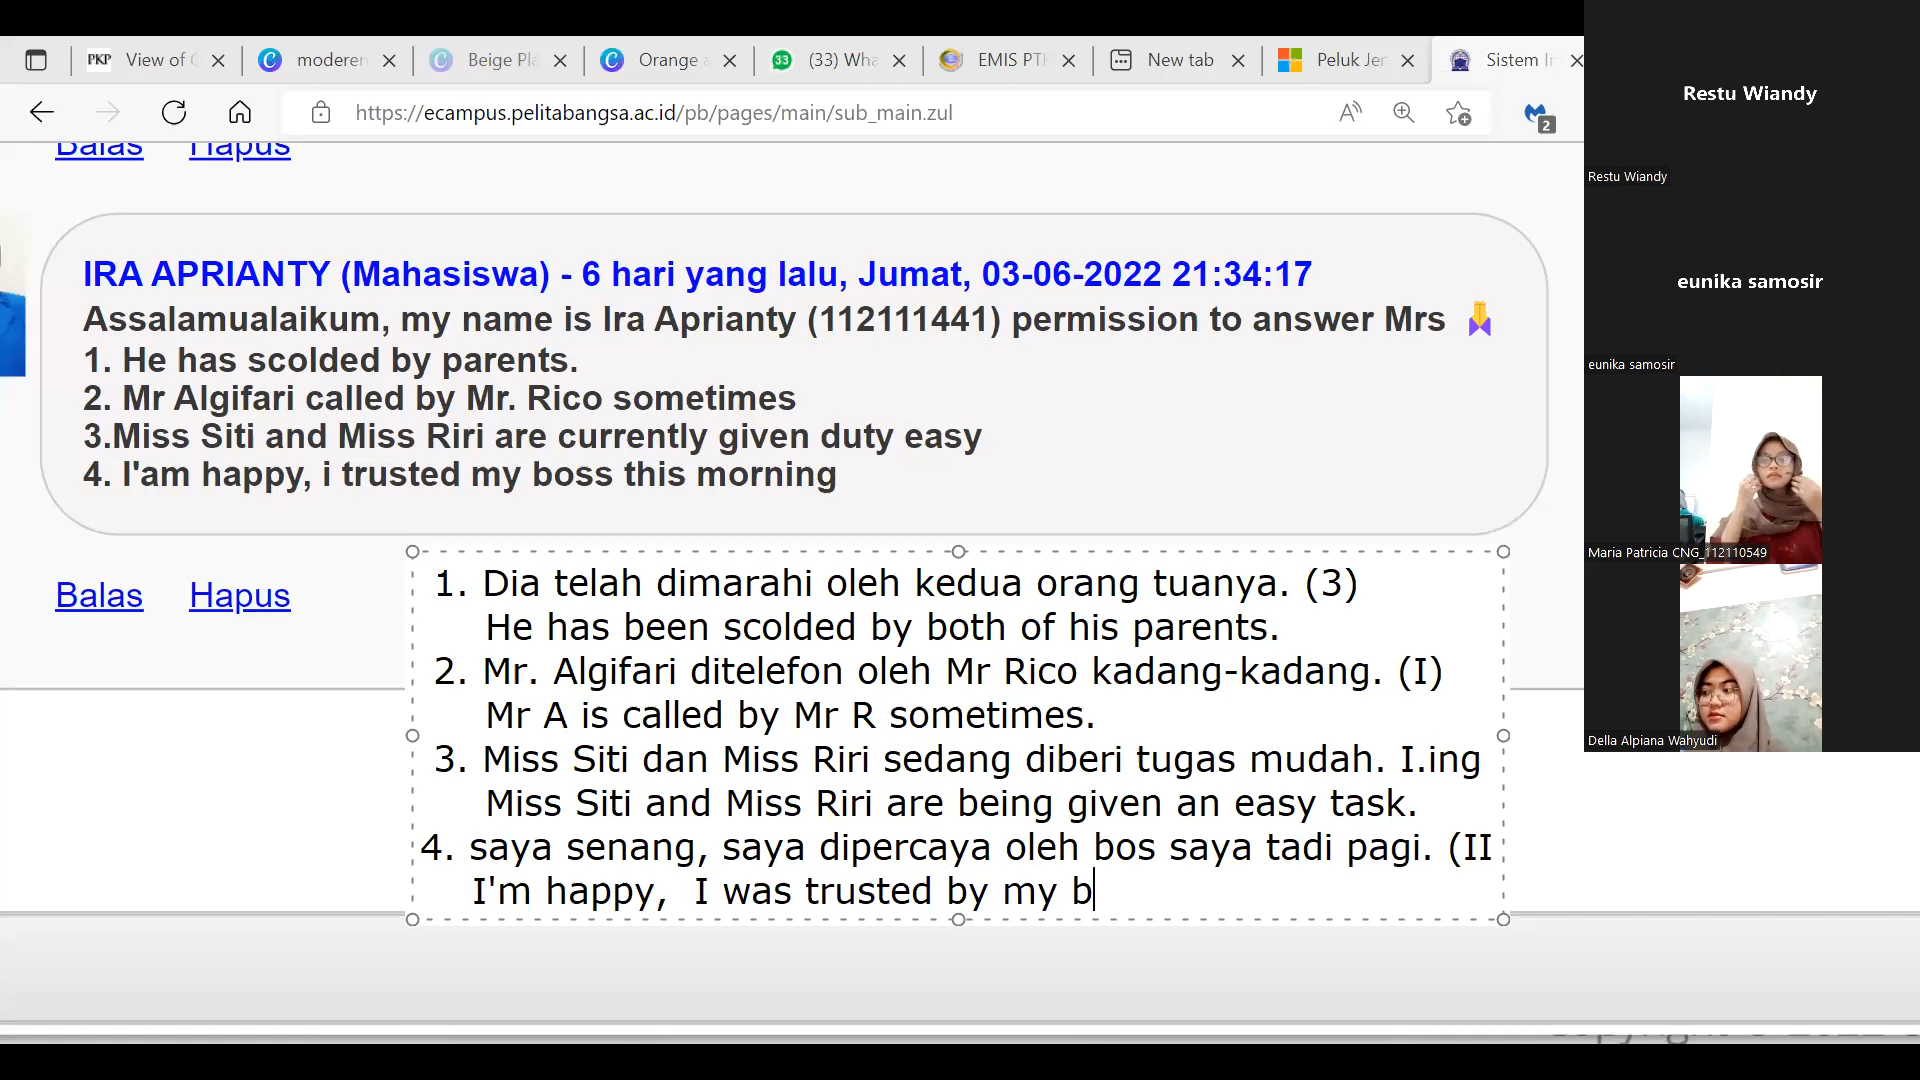 PKP View of
moderen
Beige Pla
Orange
33 (33) Wha
EMIS PT
New tab
Peluk Jer
Sistem In
https://ecampus.pelitabangsa.ac.id/pb/pages/main/sub_main.zul
2
Balas Hapus
IRA APRIANTY (Mahasiswa) - 6 hari yang lalu, Jumat, 03-06-2022 21:34:17
Assalamualaikum, my name is Ira Aprianty (112111441) permission to answer Mrs 🙏
1. He has scolded by parents.
2. Mr Algifari called by Mr. Rico sometimes
3.Miss Siti and Miss Riri are currently given duty easy
4. I'am happy, i trusted my boss this morning
Balas Hapus
1. Dia telah dimarahi oleh kedua orang tuanya. (3)
He has been scolded by both of his parents.
2. Mr. Algifari ditelefon oleh Mr Rico kadang-kadang. (I)
Mr A is called by Mr R sometimes.
3. Miss Siti dan Miss Riri sedang diberi tugas mudah. I.ing
Miss Siti and Miss Riri are being given an easy task.
4. saya senang, saya dipercaya oleh bos saya tadi pagi. (II
I'm happy,  I was trusted by my b
Restu Wiandy
Restu Wiandy
eunika samosir
eunika samosir
Maria Patricia CNG_112110549
Della Alpiana Wahyudi